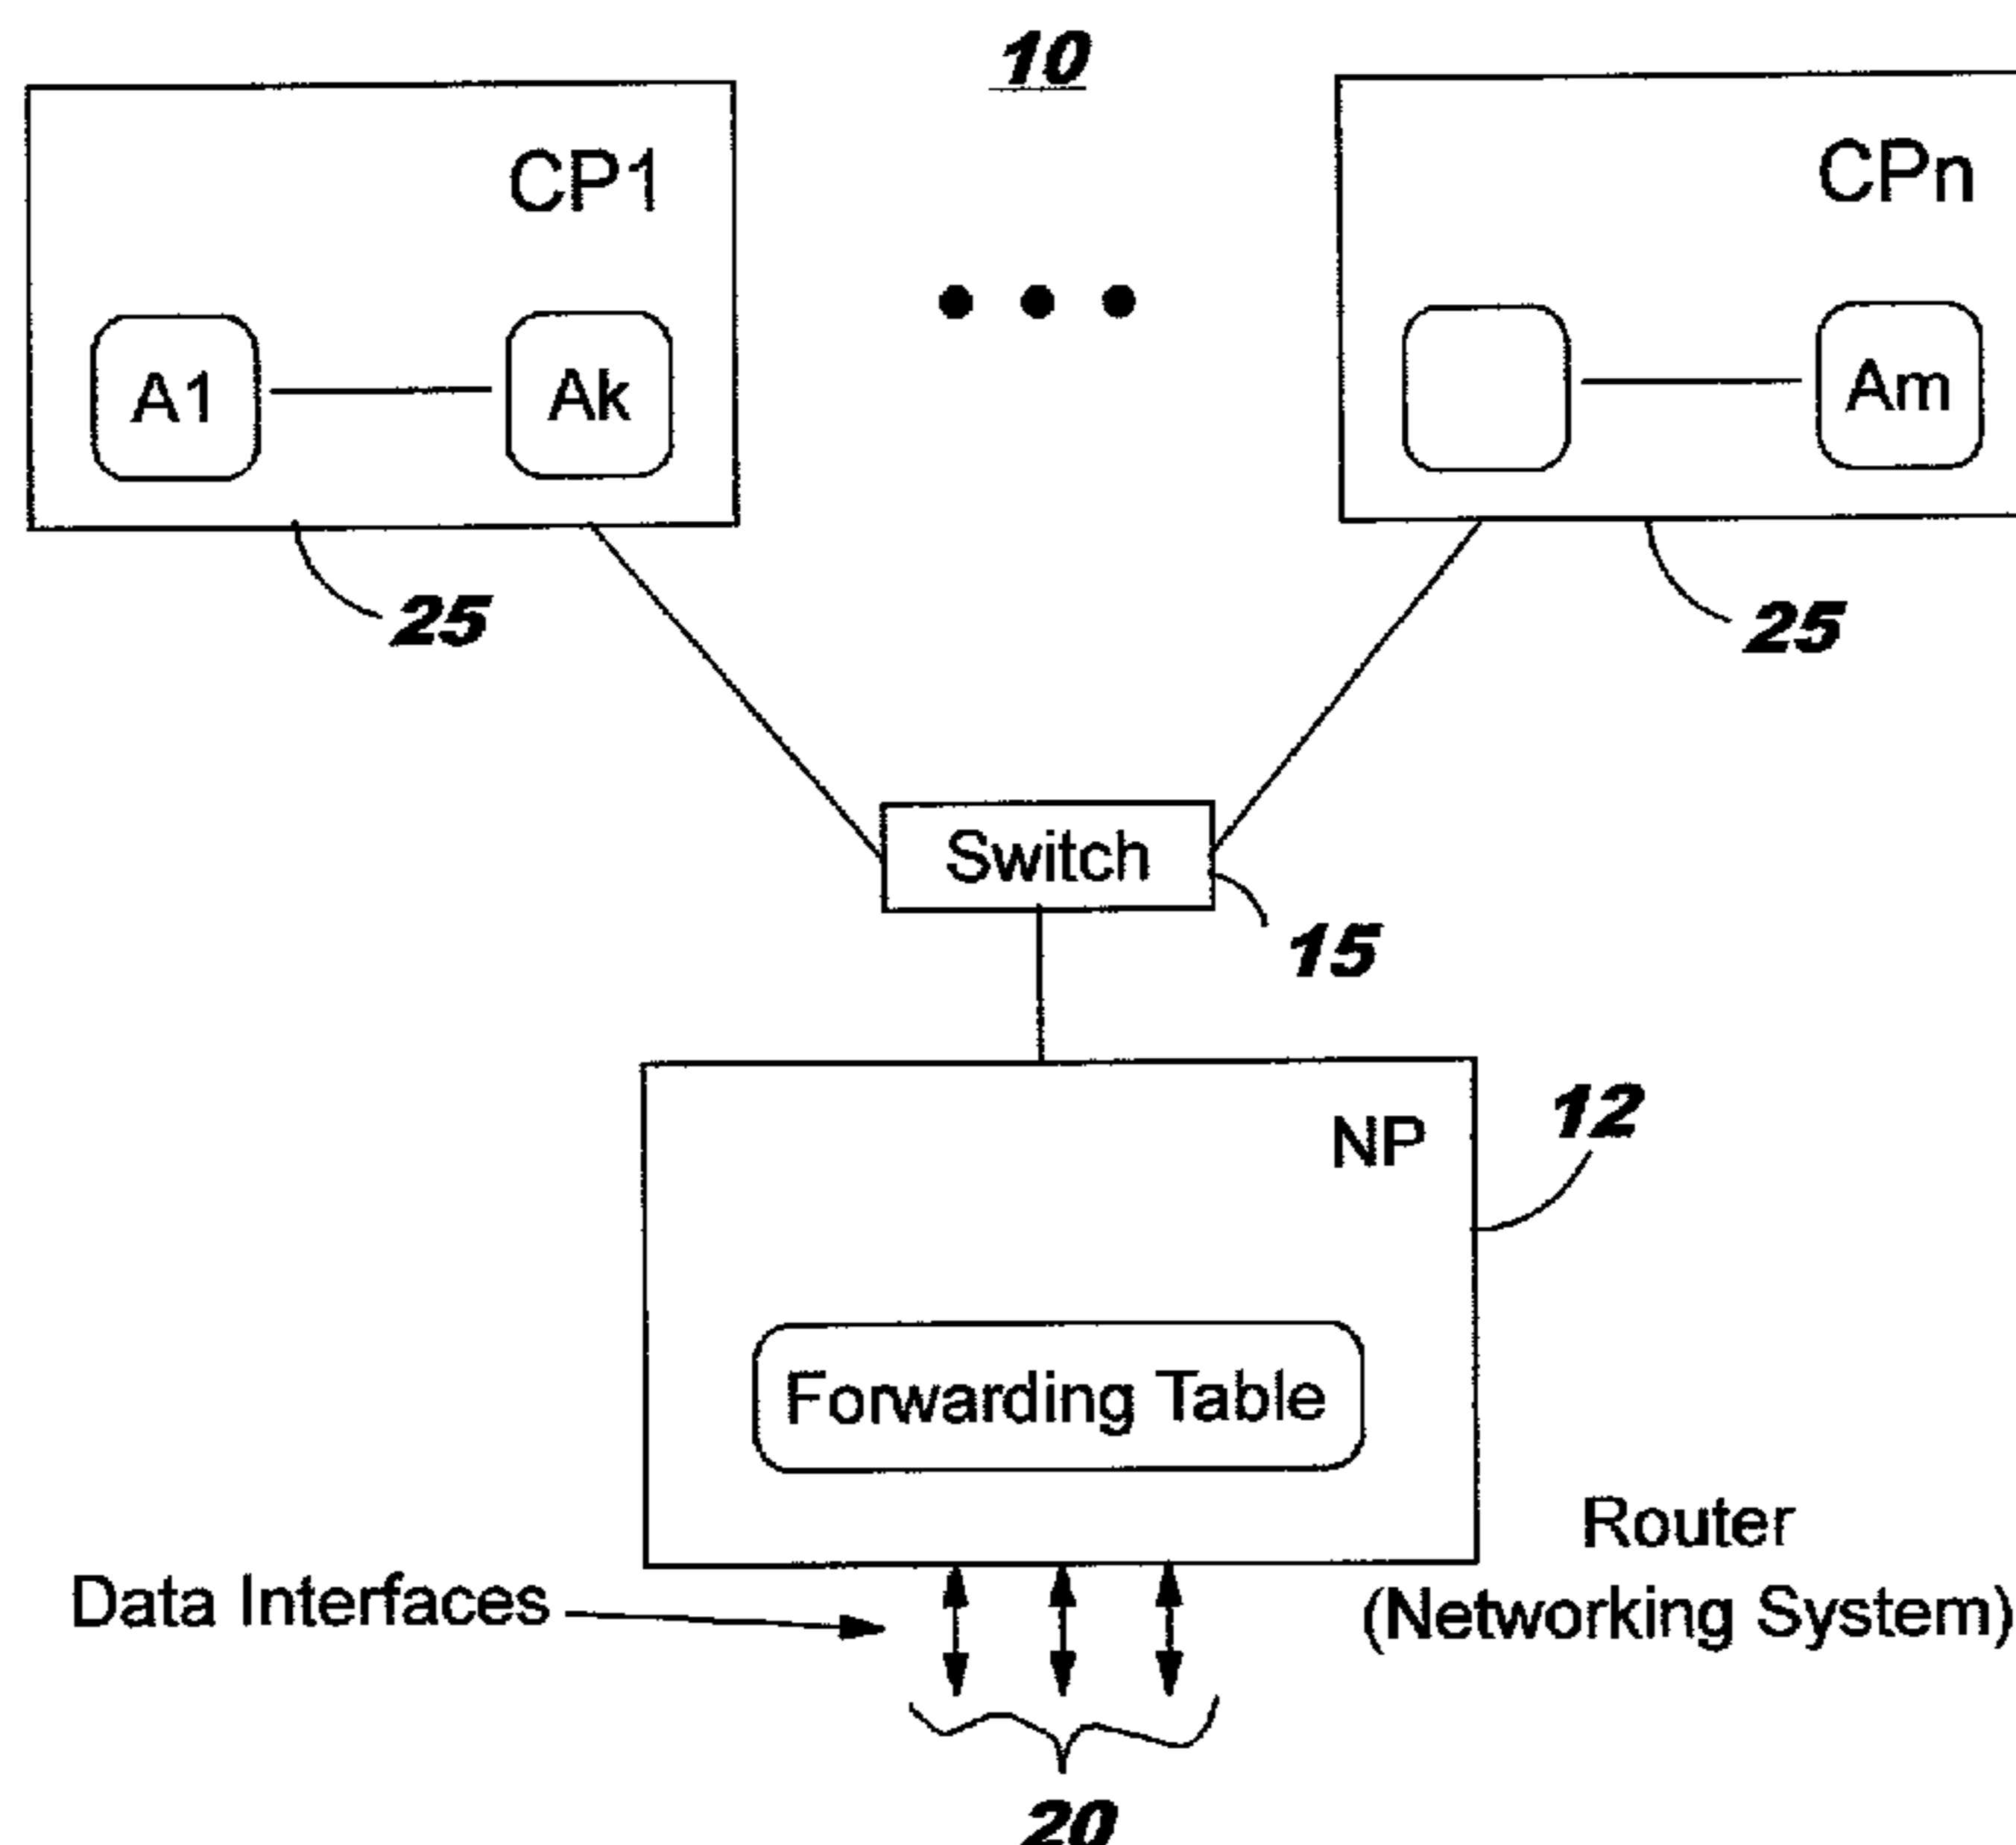 10
CP1
CPn
A1
Ak
Am
25
25
Switch
15
NP
12
Forwarding Table
Router
(Networking System)
Data Interfaces
20